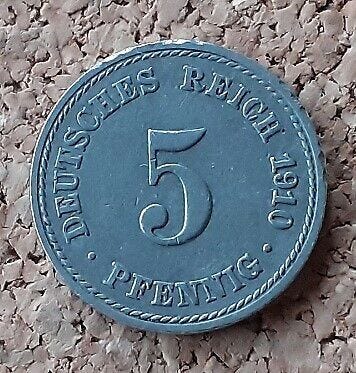 DEUTSCHES REICH 1910
5
• PFENNIG •